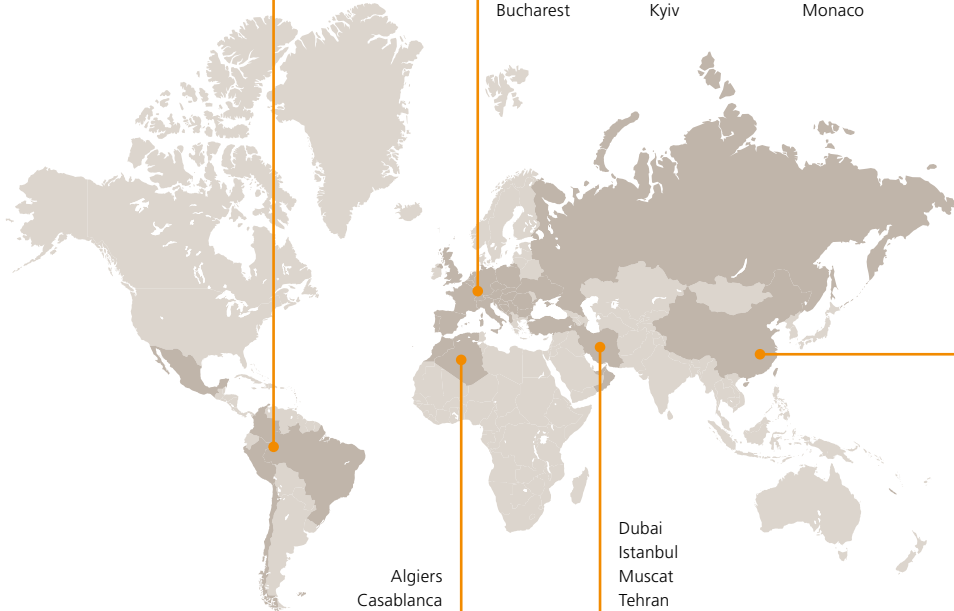 Bucharest Kyiv Monaco
Dubai
Istanbul
Muscat
Tehran
Algiers
Casablanca